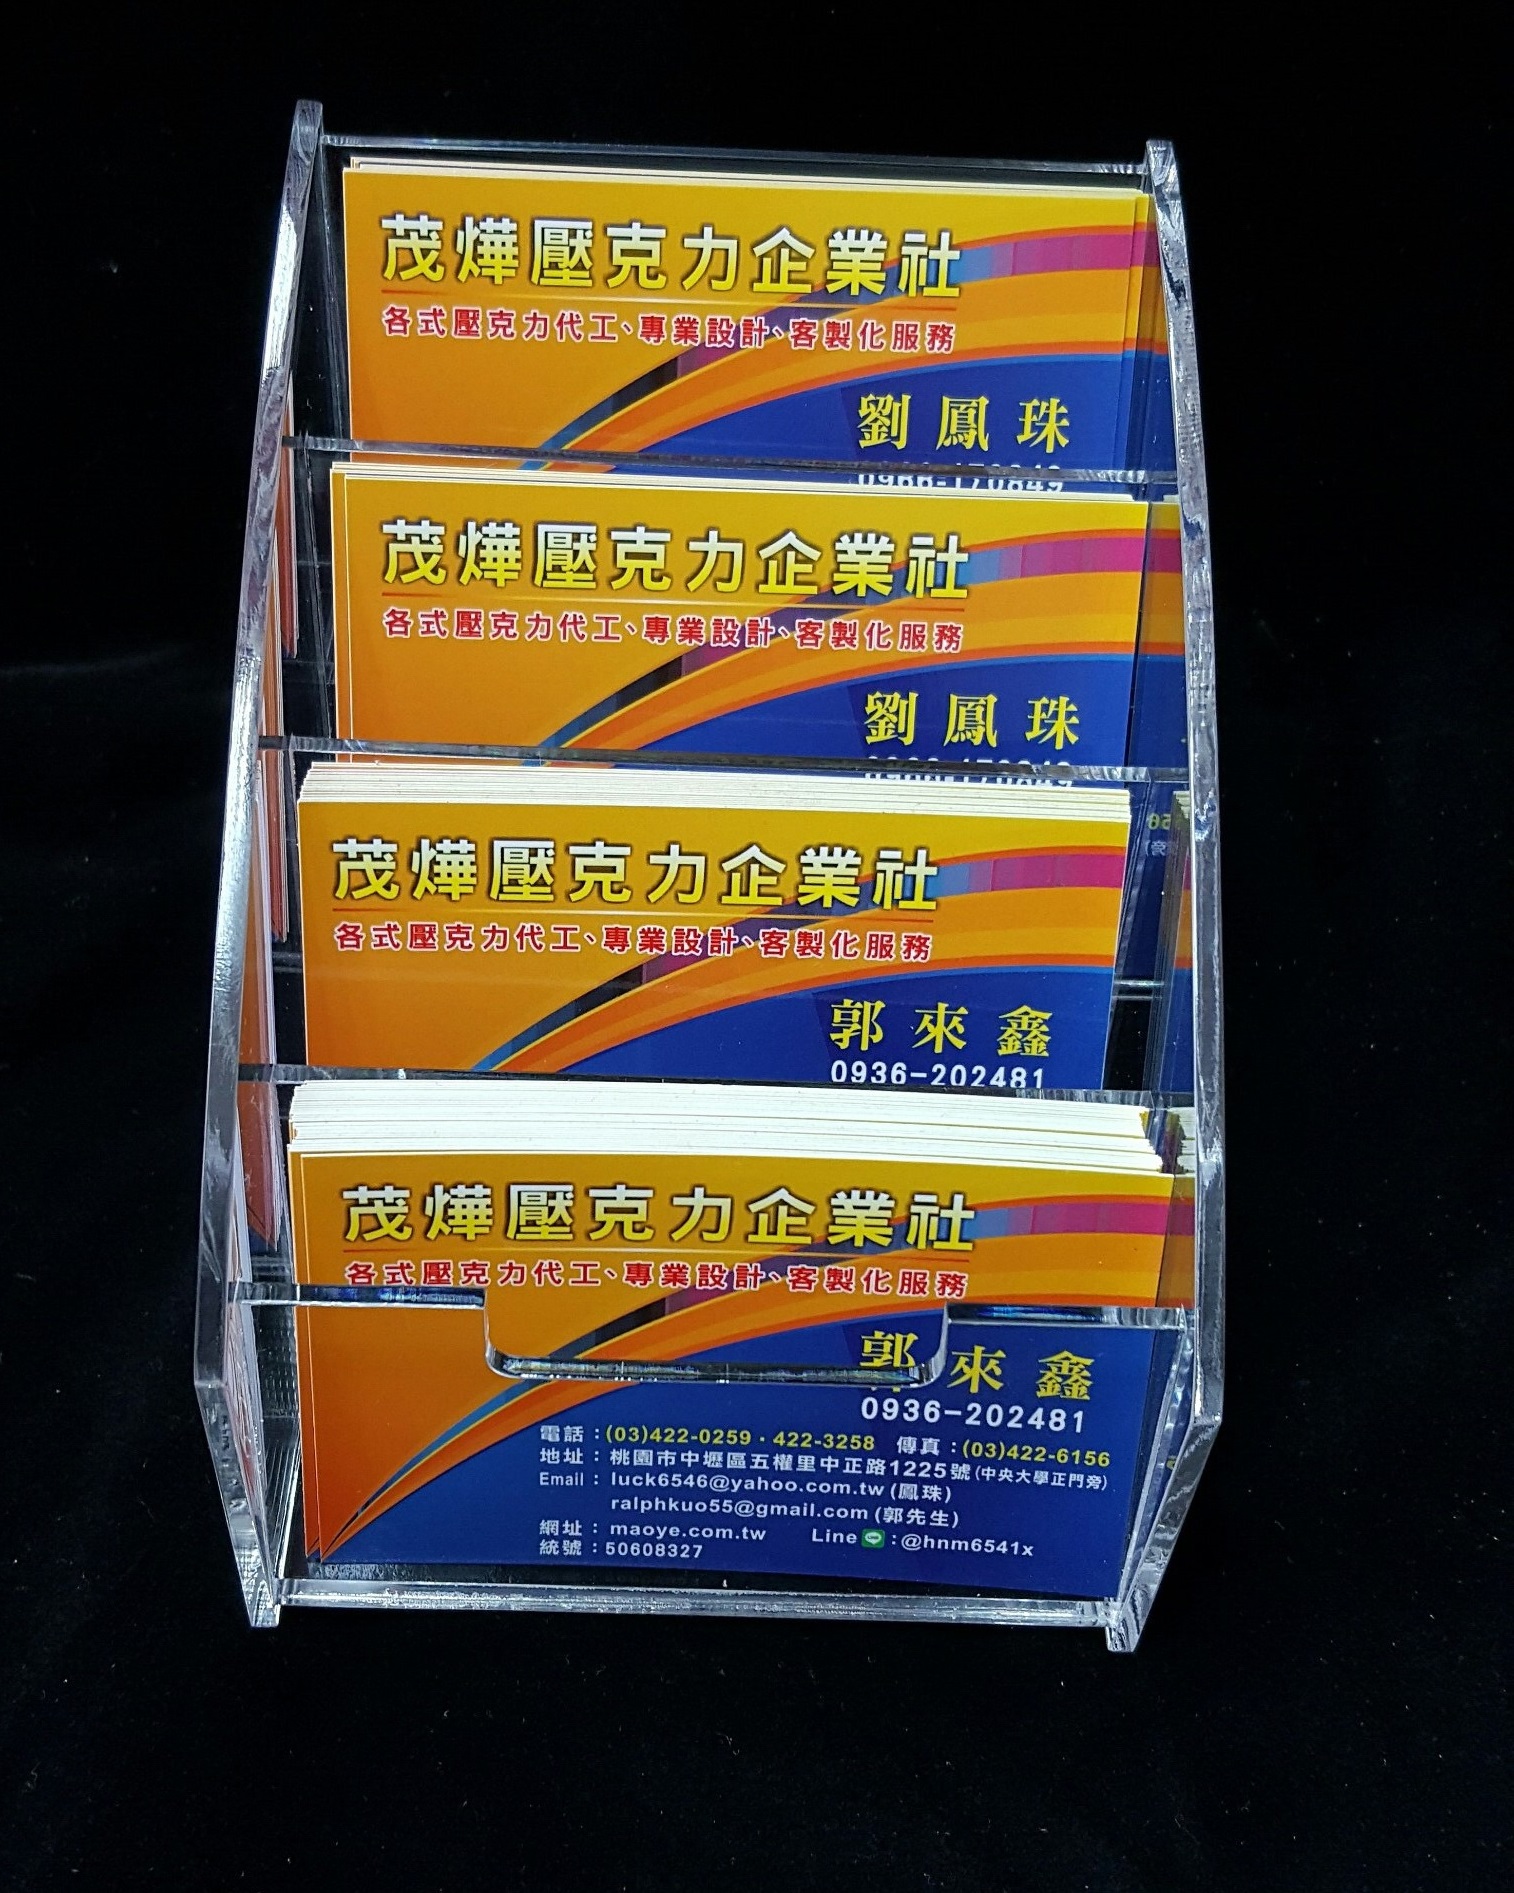 茂燁壓克力企業社
各式壓克力代工、專業設計、客製化服務
劉鳳珠
0966-170849
茂燁壓克力企業社
各式壓克力代工、專業設計、客製化服務
劉鳳珠
茂燁壓克力企業社
各式壓克力代工、專業設計、客製化服務
郭來鑫
0936-202481
茂燁壓克力企業社
各式壓克力代工、專業設計、客製化服務
郭來鑫
0936-202481
電話：(03)422-0259・422-3258 傳真：(03)422-6156
地址：桃園市中壢區五權里中正路1225號(中央大學正門旁)
Email：luck6546@yahoo.com.tw(鳳珠)
ralphkuo55@gmail.com(郭先生)
網址：maoye.com.tw Line LINE：@hnm6541x
統號：50608327